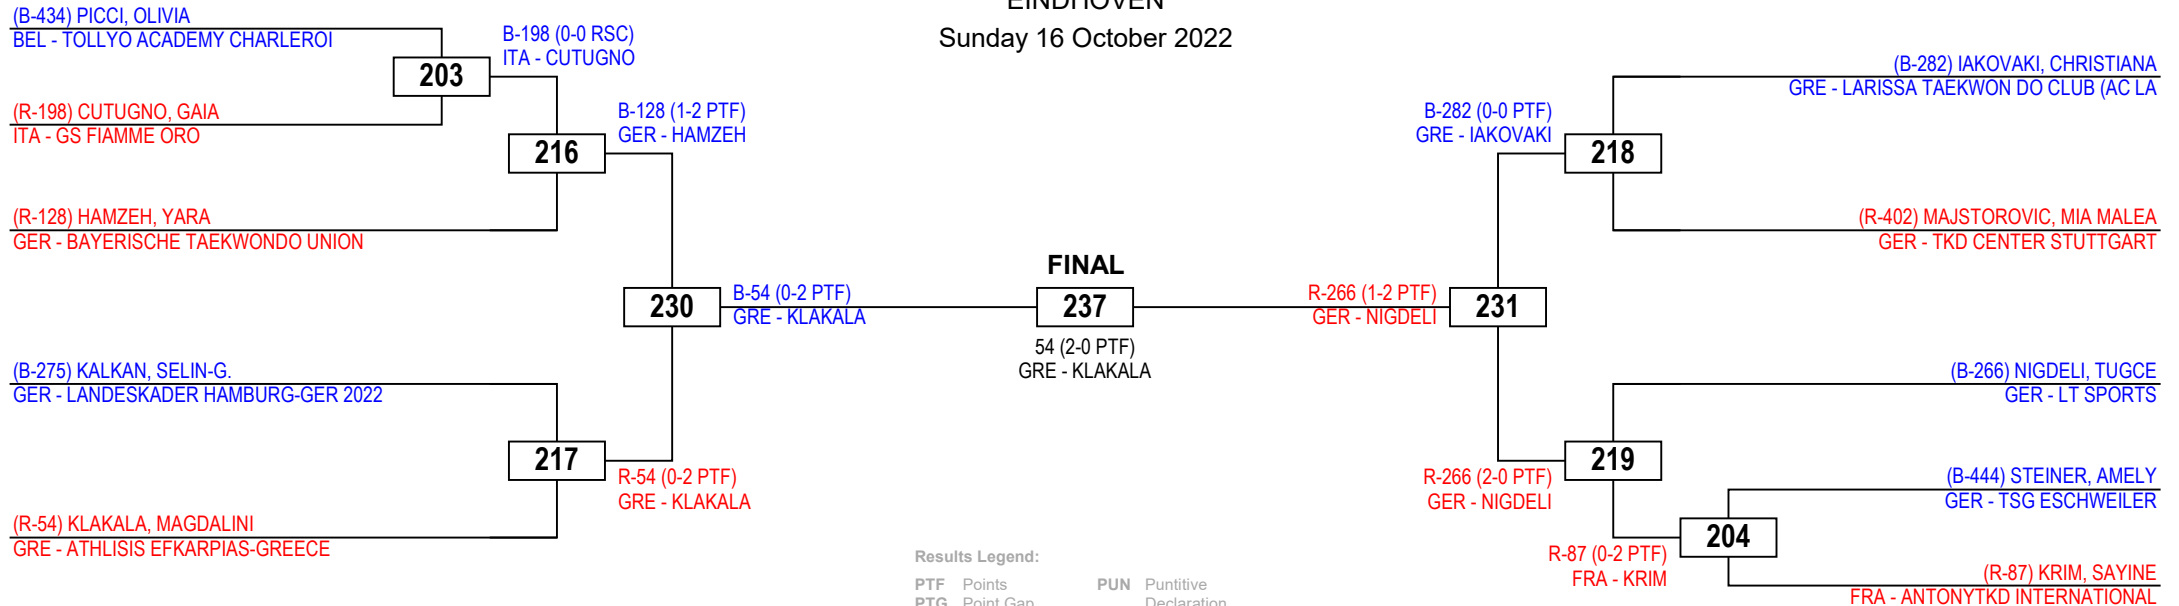 EINDHOVEN
Sunday 16 October 2022
(B-434) PICCI, OLIVIA
BEL - TOLLYO ACADEMY CHARLEROI
203
(R-198) CUTUGNO, GAIA
ITA - GS FIAMME ORO
B-198 (0-0 RSC)
ITA - CUTUGNO
216
(R-128) HAMZEH, YARA
GER - BAYERISCHE TAEKWONDO UNION
B-128 (1-2 PTF)
GER - HAMZEH
230
(B-275) KALKAN, SELIN-G.
GER - LANDESKADER HAMBURG-GER 2022
217
(R-54) KLAKALA, MAGDALINI
GRE - ATHLISIS EFKARPIAS-GREECE
R-54 (0-2 PTF)
GRE - KLAKALA
B-54 (0-2 PTF)
GRE - KLAKALA
FINAL
237
54 (2-0 PTF)
GRE - KLAKALA
R-266 (1-2 PTF)
GER - NIGDELI
231
B-282 (0-0 PTF)
GRE - IAKOVAKI
218
(B-282) IAKOVAKI, CHRISTIANA
GRE - LARISSA TAEKWON DO CLUB (AC LA
(R-402) MAJSTOROVIC, MIA MALEA
GER - TKD CENTER STUTTGART
R-266 (2-0 PTF)
GER - NIGDELI
219
(B-266) NIGDELI, TUGCE
GER - LT SPORTS
(B-444) STEINER, AMELY
GER - TSG ESCHWEILER
204
R-87 (0-2 PTF)
FRA - KRIM
(R-87) KRIM, SAYINE
FRA - ANTONYTKD INTERNATIONAL
Results Legend:
PTF Points PUN Puntitive
PTG Point Gap Declaration